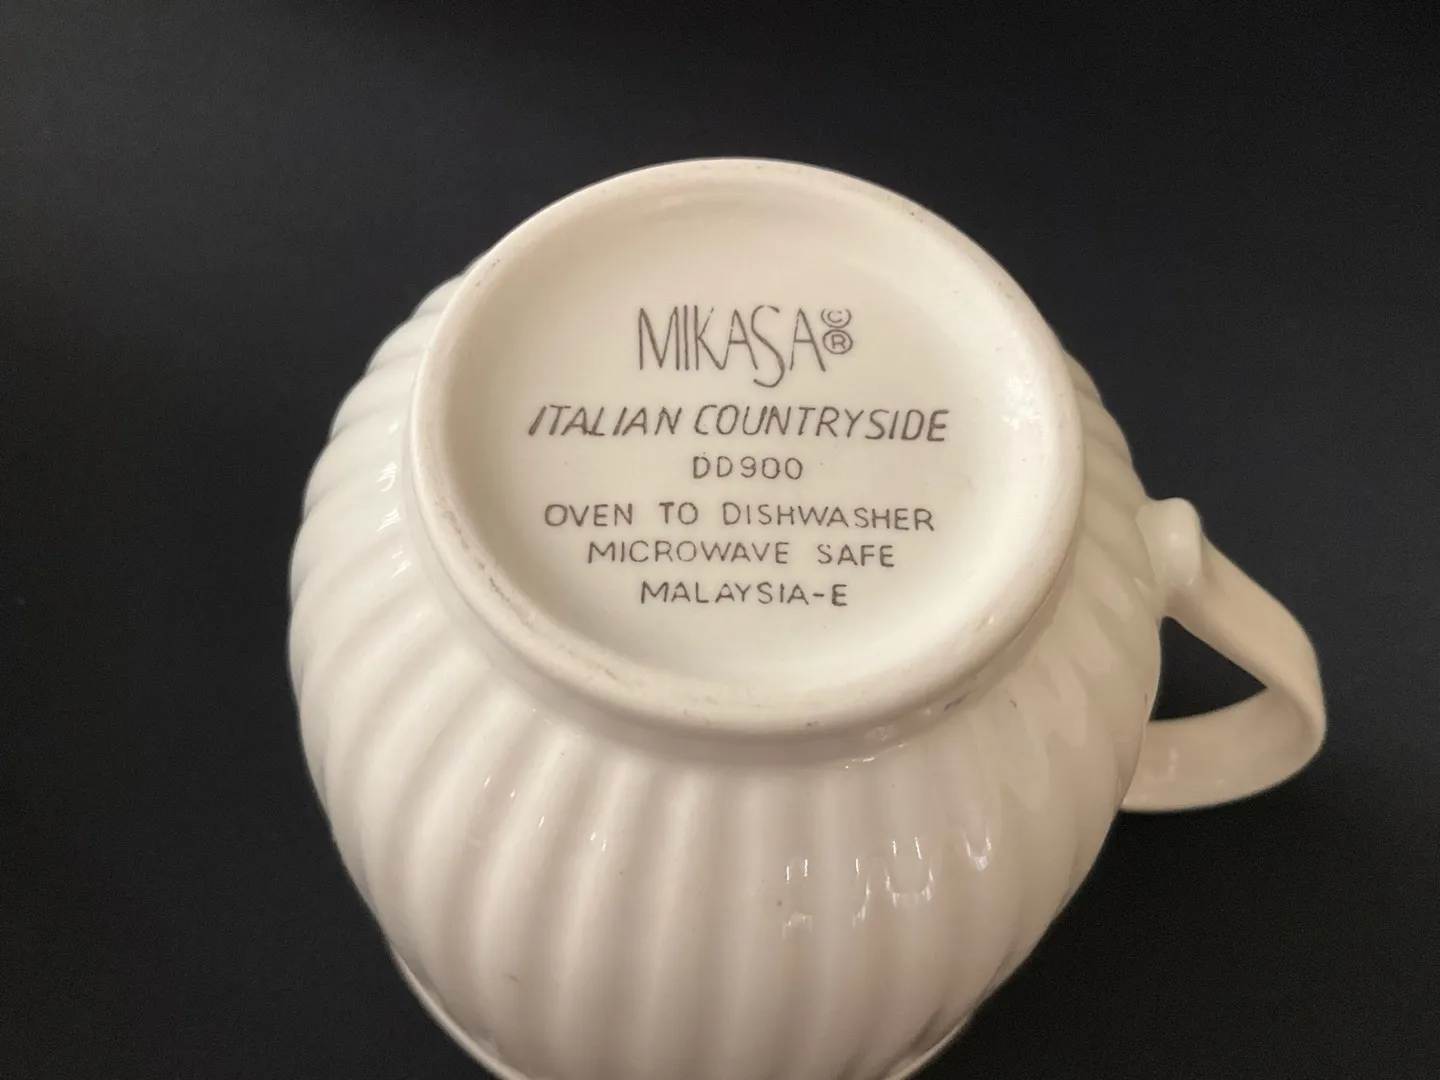 MIKASA©®
ITALIAN COUNTRYSIDE
DD900
OVEN TO DISHWASHER
MICROWAVE SAFE
MALAYSIA-E